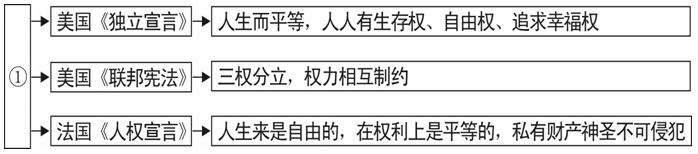 美国《独立宣言》 人生而平等，人人有生存权、自由权、追求幸福权
① 美国《联邦宪法》 三权分立，权力相互制约
法国《人权宣言》 人生来是自由的，在权利上是平等的，私有财产神圣不可侵犯